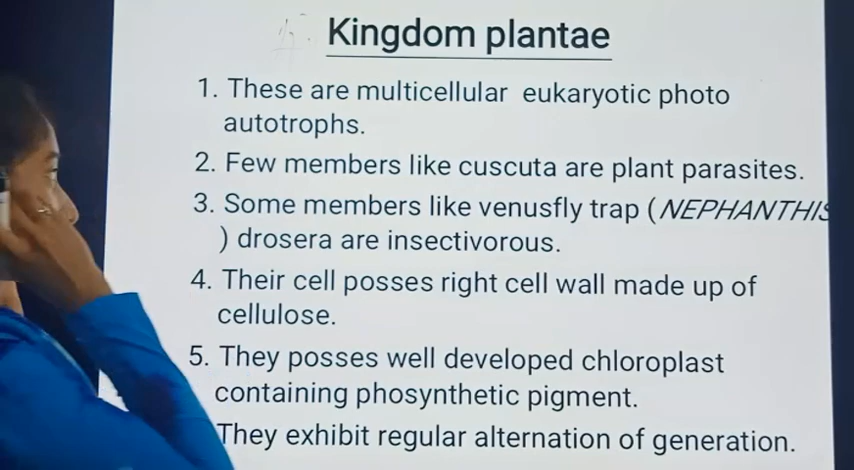 Kingdom plantae
1. These are multicellular eukaryotic photo
autotrophs.
2. Few members like cuscuta are plant parasites.
3. Some members like venusfly trap (NEPHANTHIS
) drosera are insectivorous.
4. Their cell posses right cell wall made up of
cellulose.
5. They posses well developed chloroplast
containing phosynthetic pigment.
They exhibit regular alternation of generation.